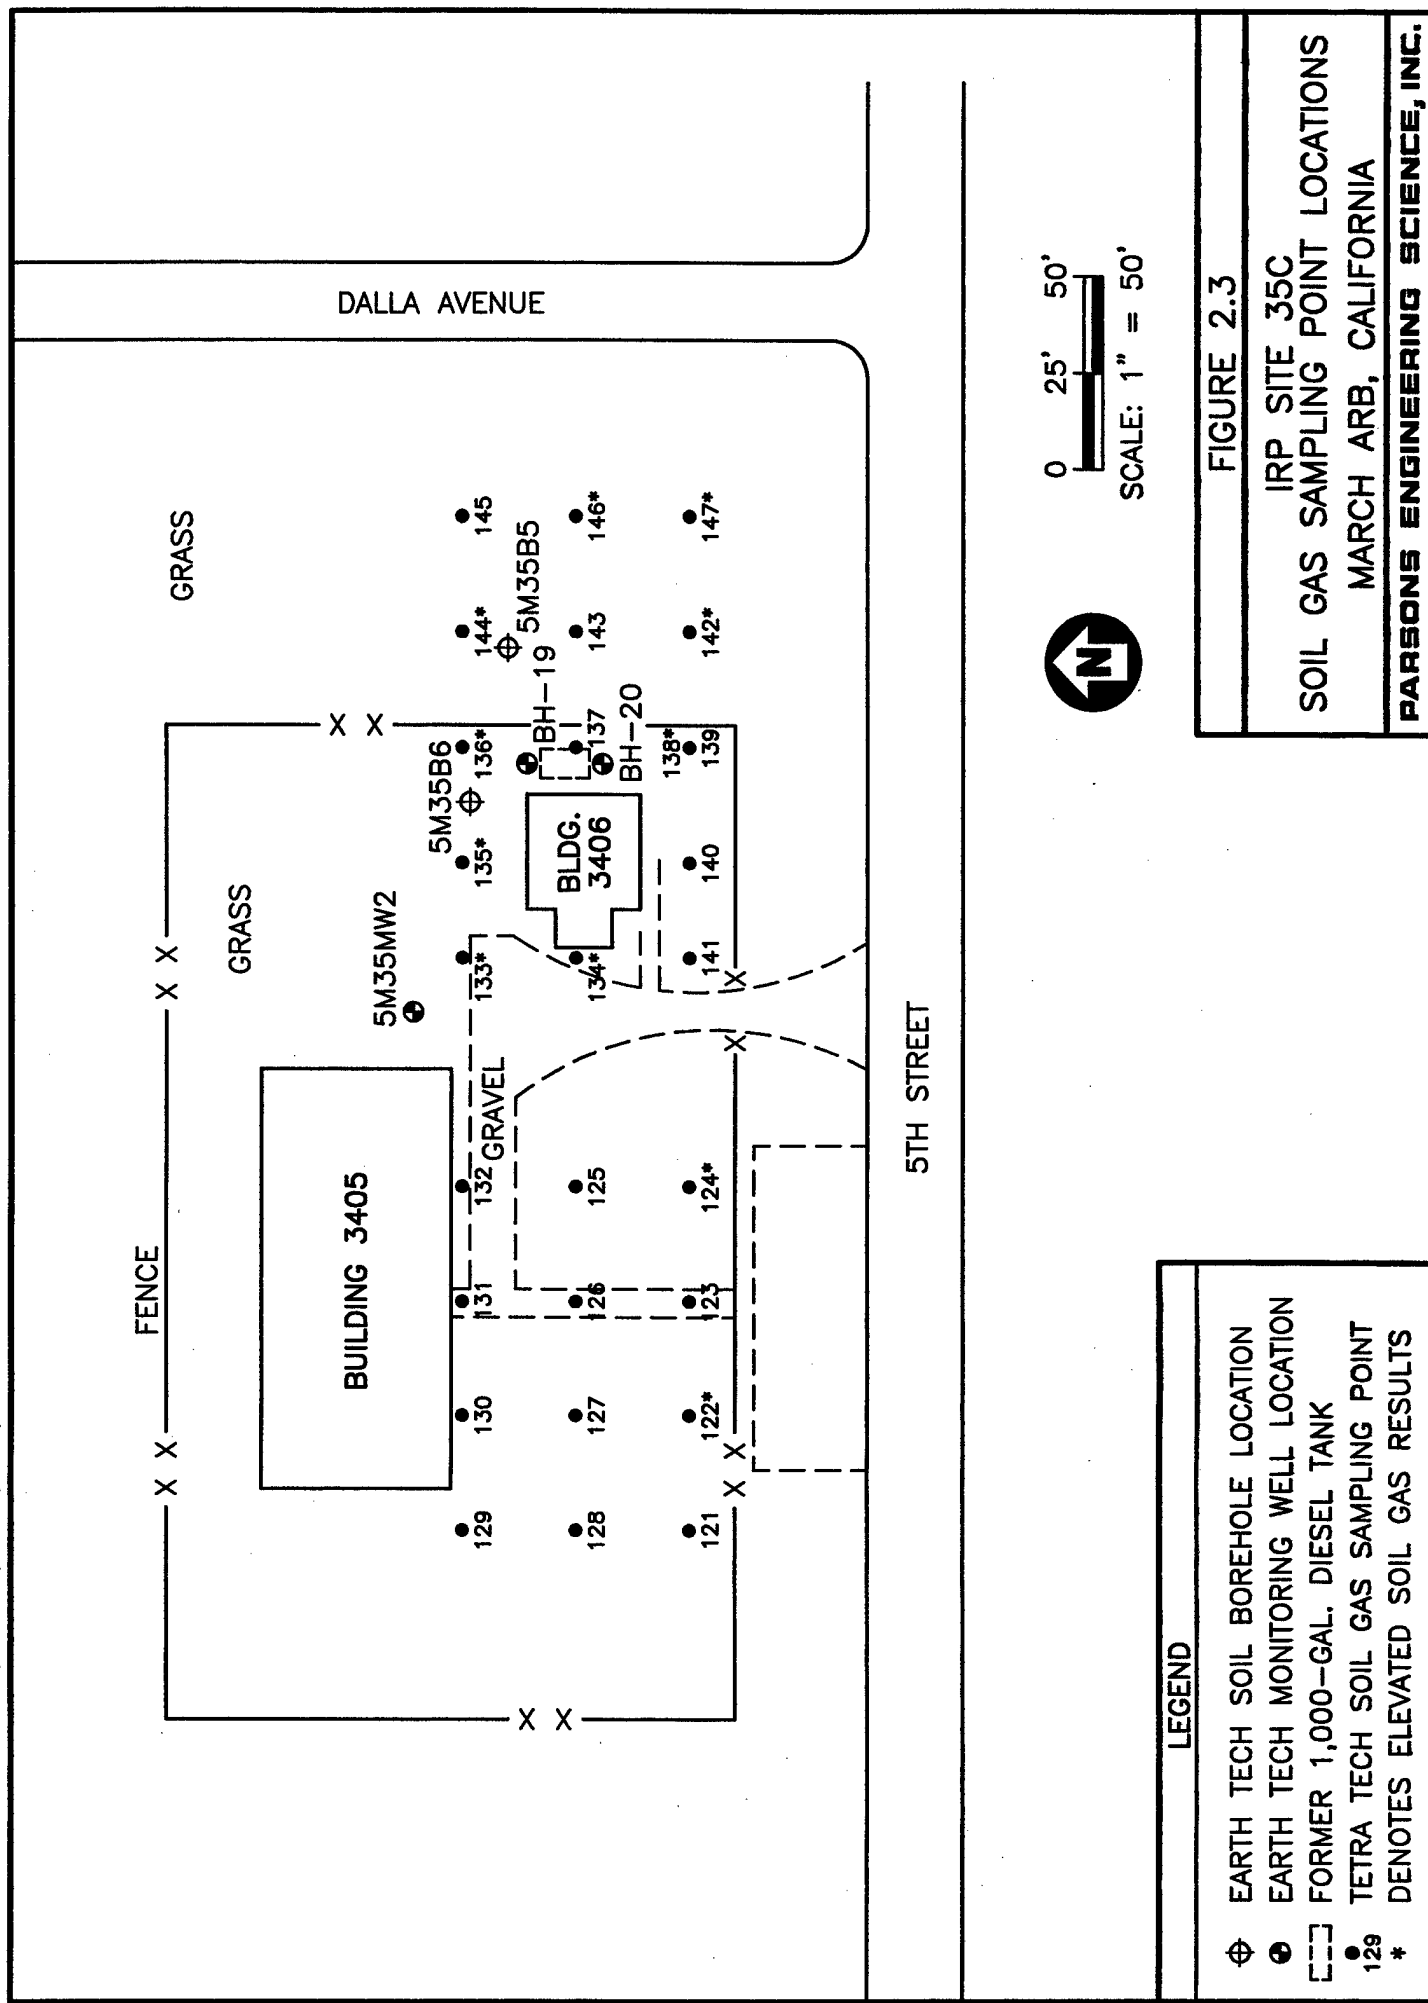 FENCE
GRASS
GRASS
DALLA AVENUE
BUILDING 3405
5M35MW2
5M35B6
GRAVEL
BLDG.
3406
BH-19
BH-20
5M35B5
129
130
131
132
133*
135*
136*
144*
145
128
127
126
125
134*
137
143
146*
121
122*
123
124*
141
140
138*
139
142*
147*
X X
X X
X X
X X
X X
X
X
5TH STREET
N
0 25' 50'
SCALE: 1" = 50'
LEGEND
EARTH TECH SOIL BOREHOLE LOCATION
EARTH TECH MONITORING WELL LOCATION
FORMER 1,000-GAL. DIESEL TANK
129 TETRA TECH SOIL GAS SAMPLING POINT
* DENOTES ELEVATED SOIL GAS RESULTS
FIGURE 2.3
IRP SITE 35C
SOIL GAS SAMPLING POINT LOCATIONS
MARCH ARB, CALIFORNIA
PARSONS ENGINEERING SCIENCE, INC.